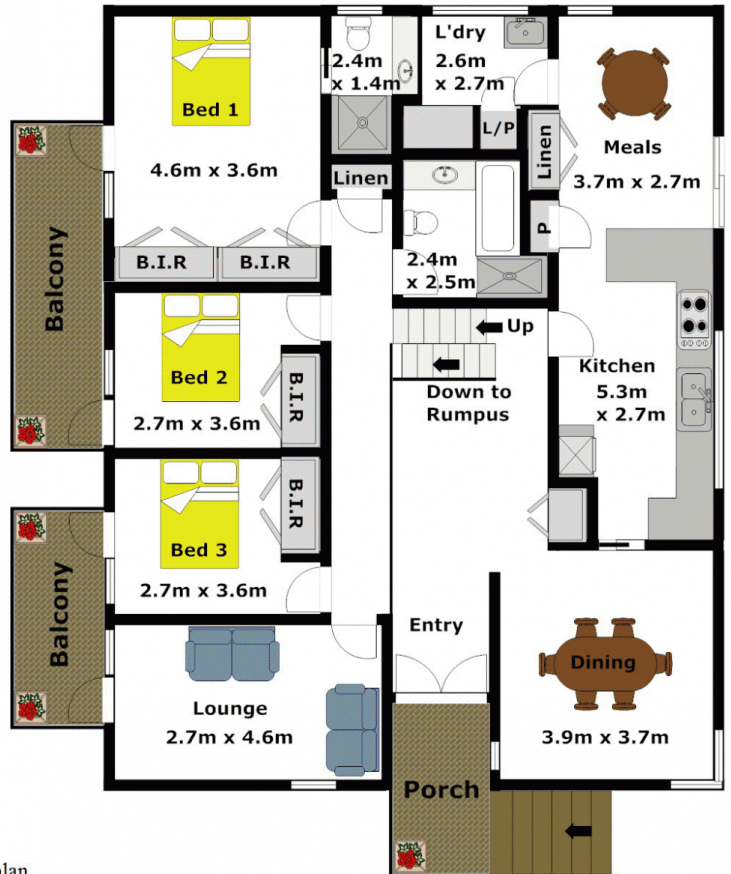 L'dry
2.6m
x 2.7m
2.4m
x 1.4m
Bed 1
4.6m x 3.6m
L/P
Linen
Meals
3.7m x 2.7m
Linen
P
B.I.R
B.I.R
2.4m
x 2.5m
Balcony
Up
Down to
Rumpus
Kitchen
5.3m
x 2.7m
Bed 2
2.7m x 3.6m
B.I.R
B.I.R
Bed 3
2.7m x 3.6m
Balcony
Entry
Dining
3.9m x 3.7m
Lounge
2.7m x 4.6m
Porch